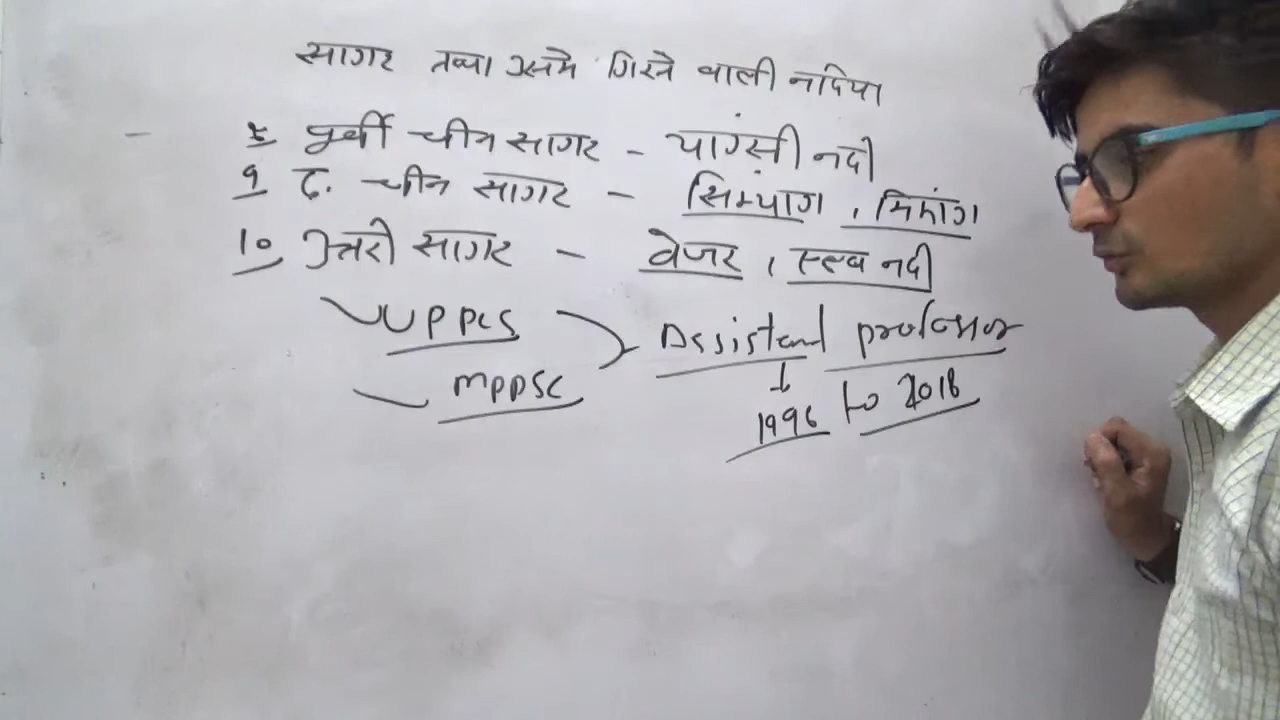 सागर तथा उसमे गिरने वाली नदिया
8 पूर्वी चीन सागर - यांग्सी नदी
9 द. चीन सागर - सिक्यांग , मिकांग
10 उत्तरी सागर - वेजर , एल्ब नदी
UPPCS Assistant professor
MPPSC 1996 to 2018